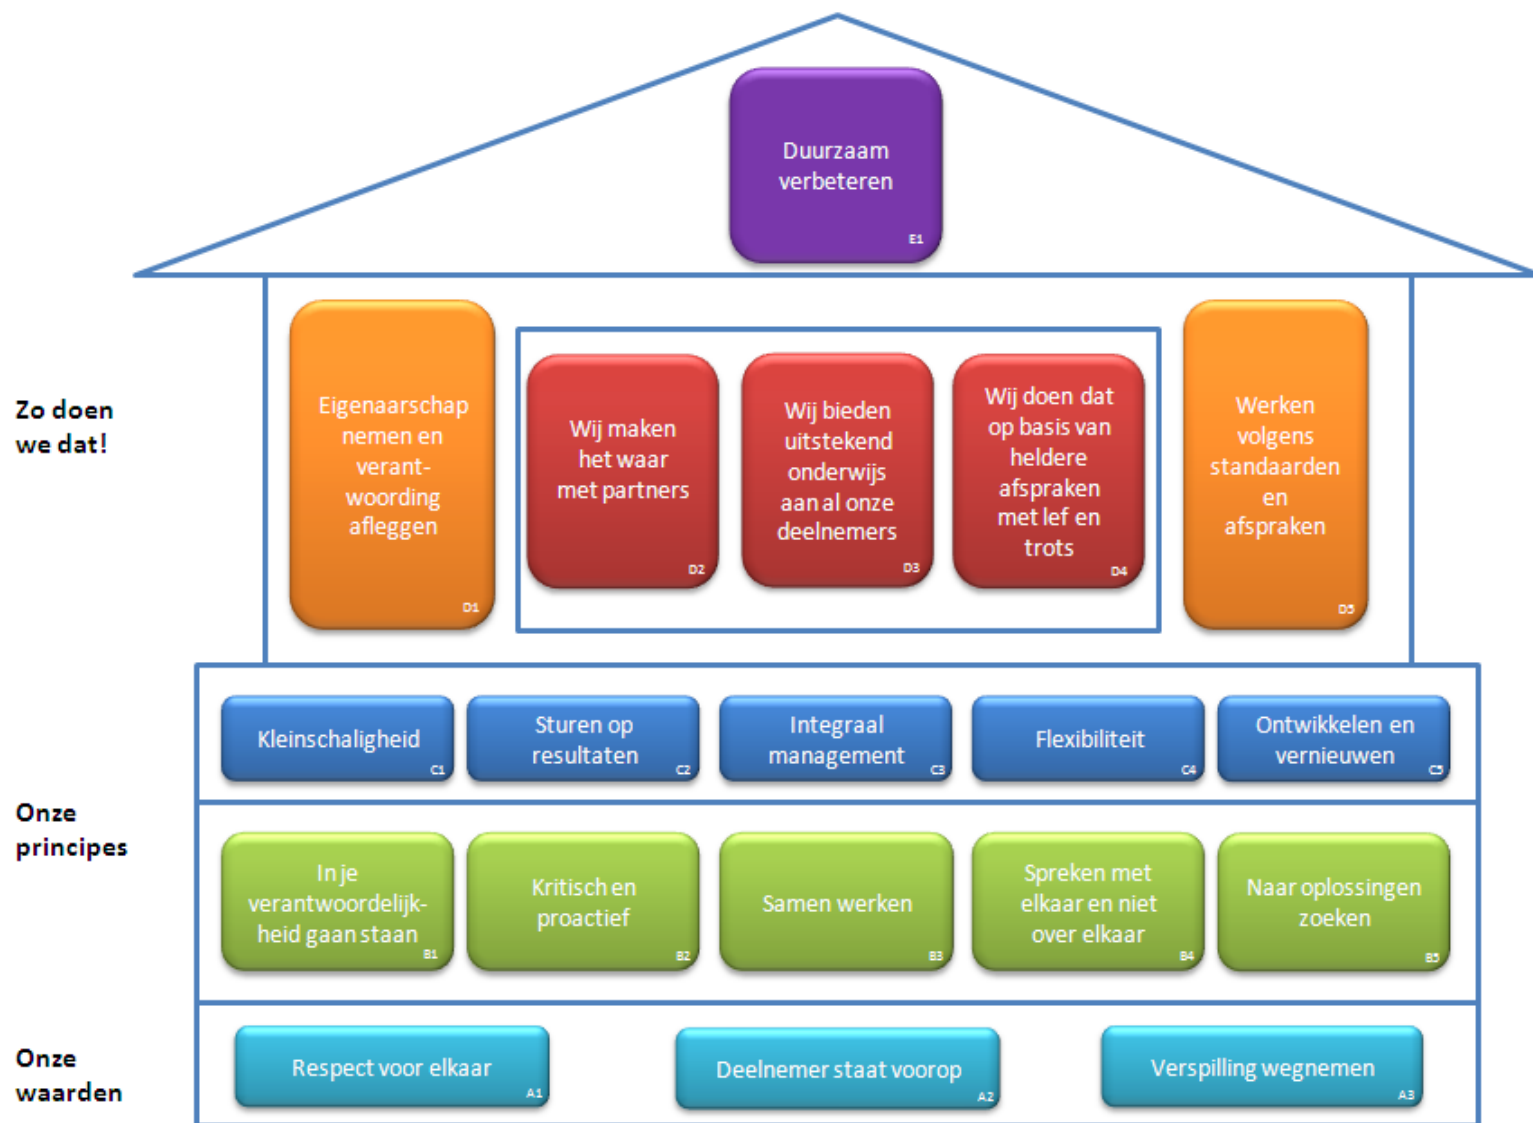 Duurzaam
verbeteren
E1
Zo doen
we dat!
Eigenaarschap
nemen en
verant-
woording
afleggen
D1
Wij maken
het waar
met partners
D2
Wij bieden
uitstekend
onderwijs
aan al onze
deelnemers
D3
Wij doen dat
op basis van
heldere
afspraken
met lef en
trots
D4
Werken
volgens
standaarden
en
afspraken
D5
Onze
principes
Kleinschaligheid
C1
Sturen op
resultaten
C2
Integraal
management
C3
Flexibiliteit
C4
Ontwikkelen en
vernieuwen
C5
In je
verantwoordelijk-
heid gaan staan
B1
Kritisch en
proactief
B2
Samen werken
B3
Spreken met
elkaar en niet
over elkaar
B4
Naar oplossingen
zoeken
B5
Onze
waarden
Respect voor elkaar
A1
Deelnemer staat voorop
A2
Verspilling wegnemen
A3